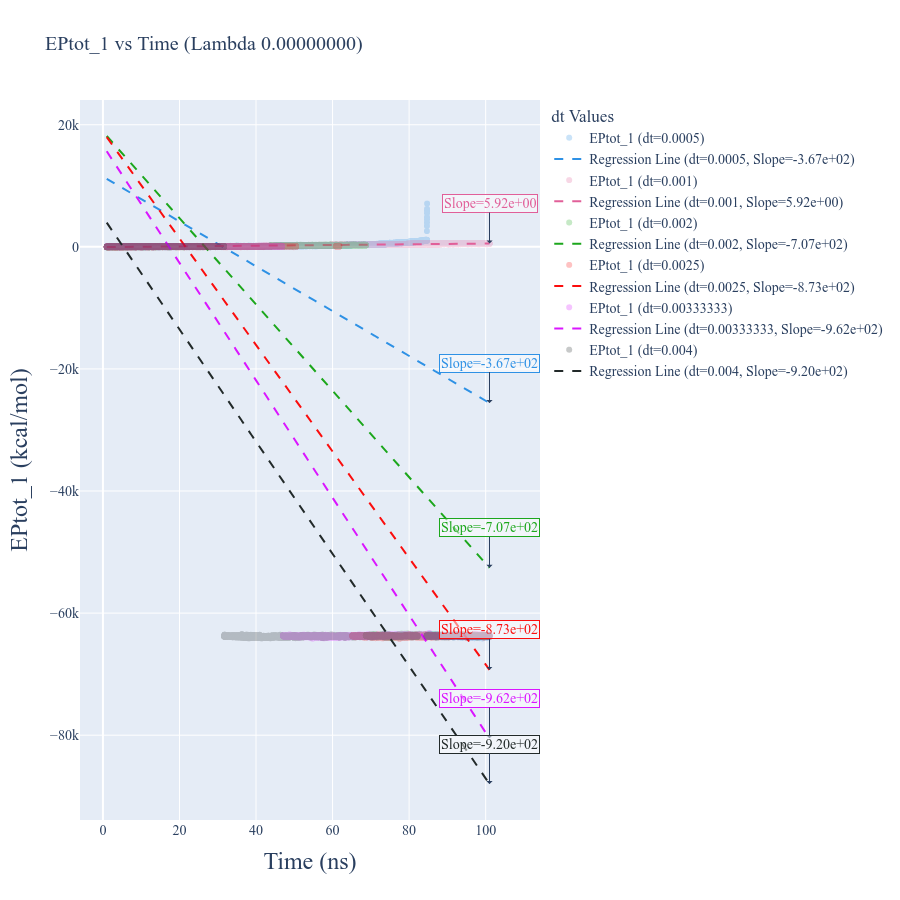 EPtot_1 vs Time (Lambda 0.00000000)
dt Values
EPtot_1 (dt=0.0005)
Regression Line (dt=0.0005, Slope=-3.67e+02)
EPtot_1 (dt=0.001)
Regression Line (dt=0.001, Slope=5.92e+00)
EPtot_1 (dt=0.002)
Regression Line (dt=0.002, Slope=-7.07e+02)
EPtot_1 (dt=0.0025)
Regression Line (dt=0.0025, Slope=-8.73e+02)
EPtot_1 (dt=0.00333333)
Regression Line (dt=0.00333333, Slope=-9.62e+02)
EPtot_1 (dt=0.004)
Regression Line (dt=0.004, Slope=-9.20e+02)
20k
0
−20k
−40k
−60k
−80k
EPtot_1 (kcal/mol)
Slope=5.92e+00
Slope=-3.67e+02
Slope=-7.07e+02
Slope=-8.73e+02
Slope=-9.62e+02
Slope=-9.20e+02
0
20
40
60
80
100
Time (ns)